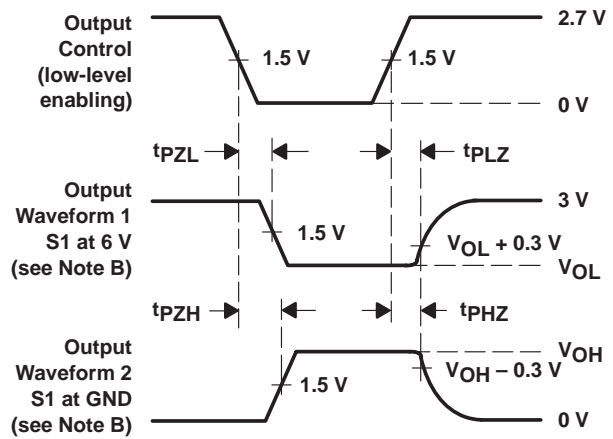 Output
Control
(low-level
enabling)
1.5 V
1.5 V
2.7 V
0 V
tPZL
tPLZ
Output
Waveform 1
S1 at 6 V
(see Note B)
1.5 V
3 V
VOL + 0.3 V
VOL
tPZH
tPHZ
Output
Waveform 2
S1 at GND
(see Note B)
1.5 V
VOH
VOH – 0.3 V
0 V